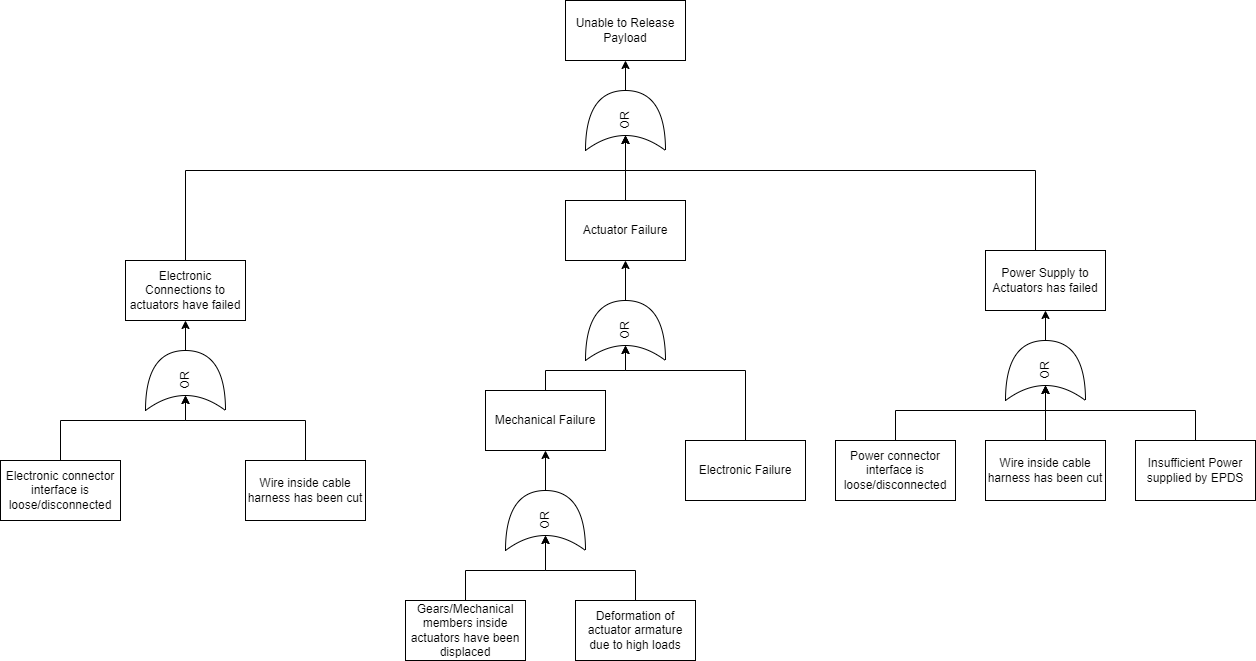 Unable to Release
Payload
OR
Actuator Failure
Electronic
Connections to
actuators have failed
Power Supply to
Actuators has failed
OR
OR
OR
Mechanical Failure
Electronic Failure
Electronic connector
interface is
loose/disconnected
Wire inside cable
harness has been cut
Power connector
interface is
loose/disconnected
Wire inside cable
harness has been cut
Insufficient Power
supplied by EPDS
OR
Gears/Mechanical
members inside
actuators have been
displaced
Deformation of
actuator armature
due to high loads